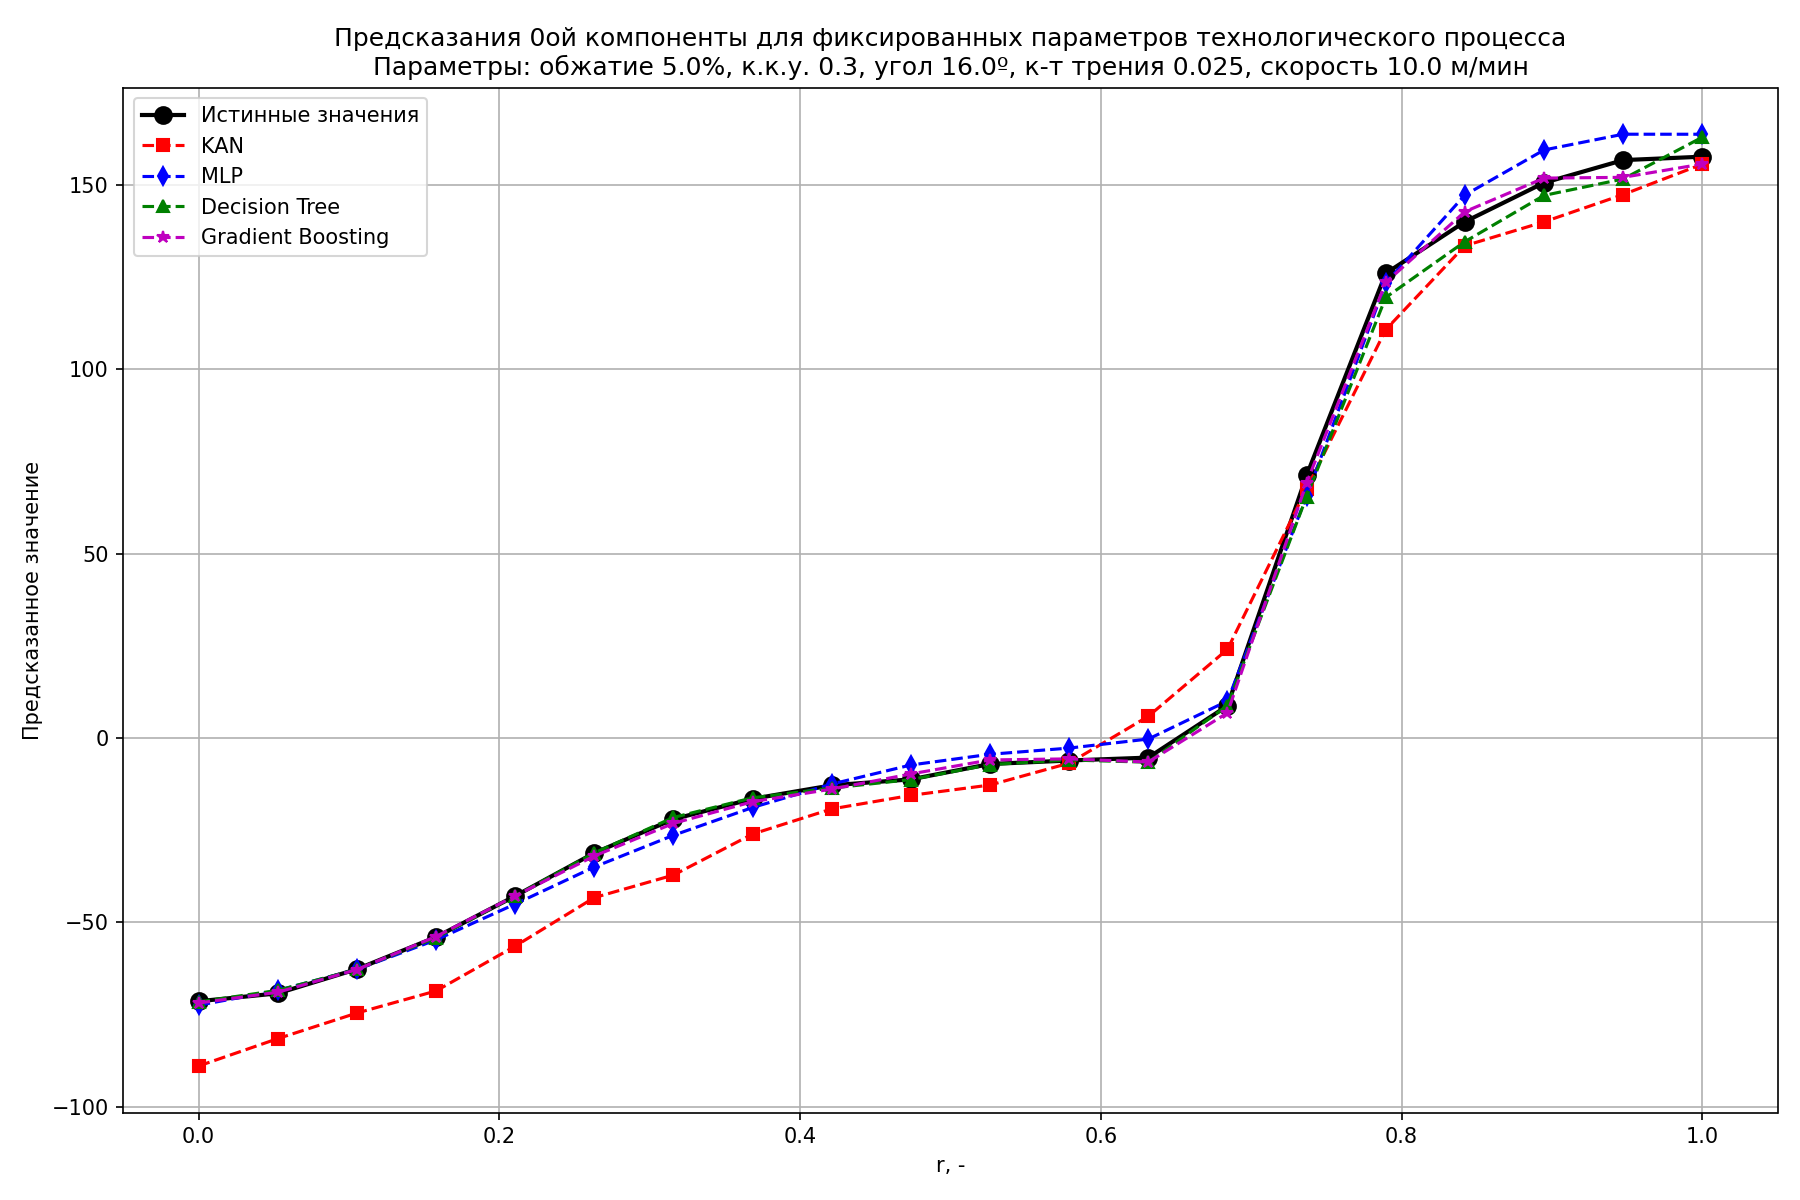 Предсказания 0ой компоненты для фиксированных параметров технологического процесса
Параметры: обжатие 5.0%, к.к.у. 0.3, угол 16.0º, к-т трения 0.025, скорость 10.0 м/мин
Истинные значения
KAN
MLP
Decision Tree
Gradient Boosting
Предсказанное значение
150
100
50
0
−50
−100
0.0 0.2 0.4 0.6 0.8 1.0
r, -